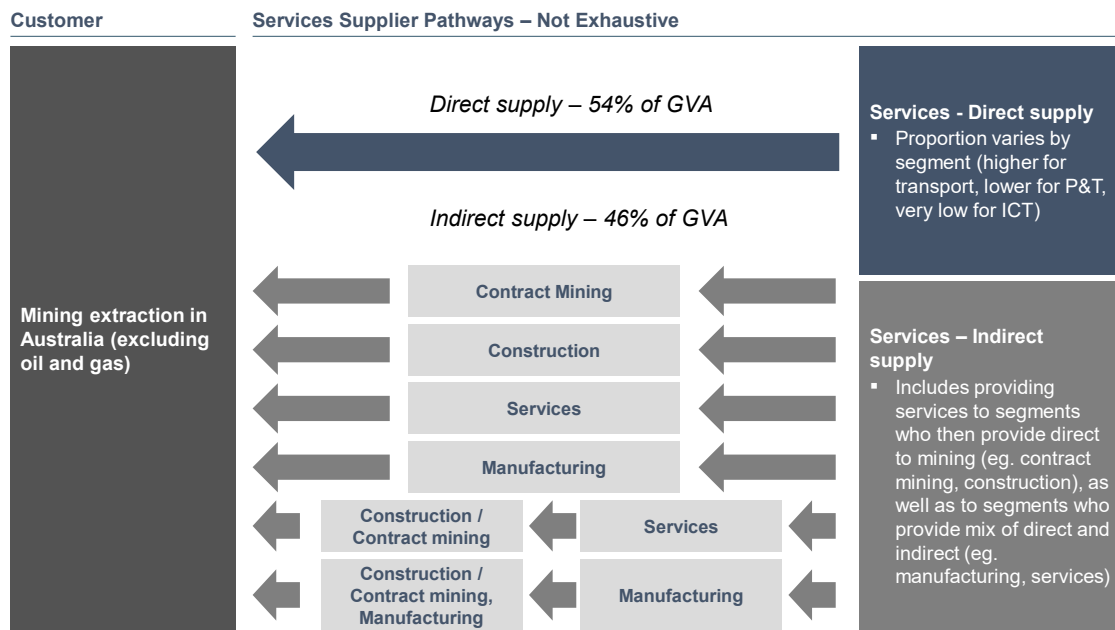 Customer
Services Supplier Pathways – Not Exhaustive
Direct supply – 54% of GVA
Indirect supply – 46% of GVA
Mining extraction in
Australia (excluding
oil and gas)
Contract Mining
Construction
Services
Manufacturing
Construction /
Contract mining
Services
Construction /
Contract mining,
Manufacturing
Manufacturing
Services - Direct supply
▪ Proportion varies by
segment (higher for
transport, lower for P&T,
very low for ICT)
Services – Indirect
supply
▪ Includes providing
services to segments
who then provide direct
to mining (eg. contract
mining, construction), as
well as to segments who
provide mix of direct and
indirect (eg.
manufacturing, services)